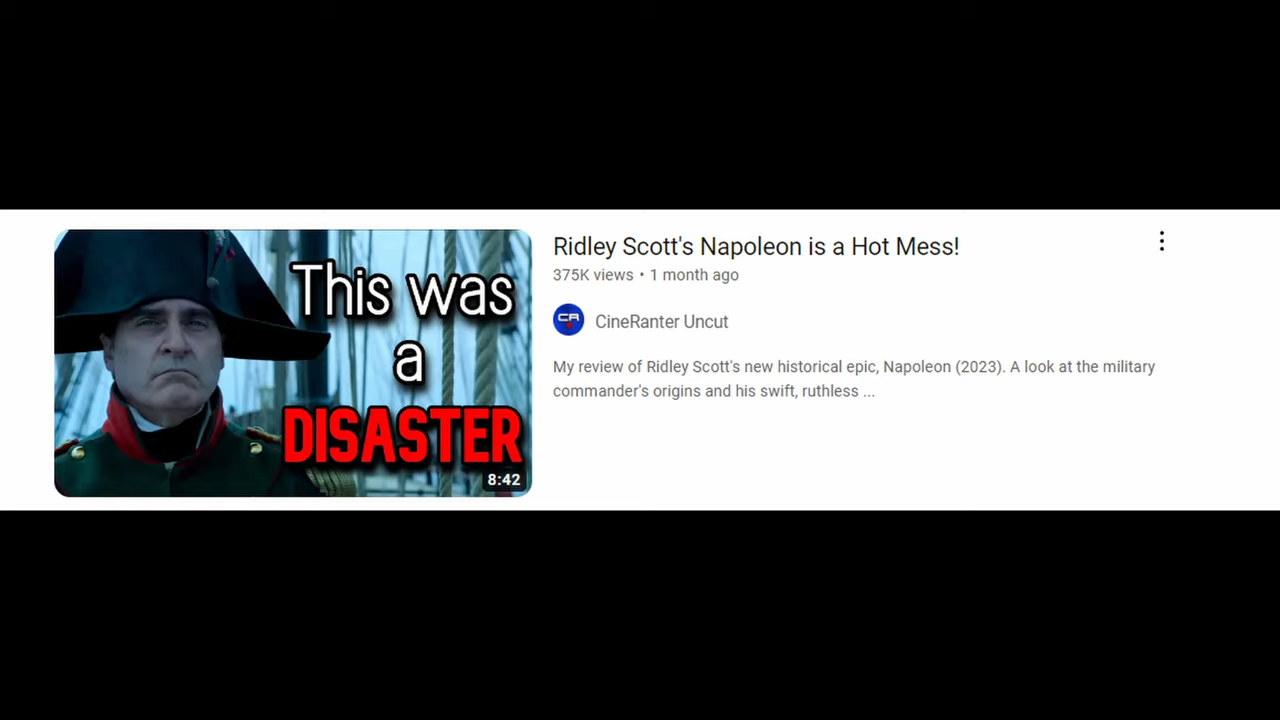 This was
a
DISASTER
8:42
Ridley Scott's Napoleon is a Hot Mess!
375K views • 1 month ago
CR
CineRanter Uncut
My review of Ridley Scott's new historical epic, Napoleon (2023). A look at the military
commander's origins and his swift, ruthless ...